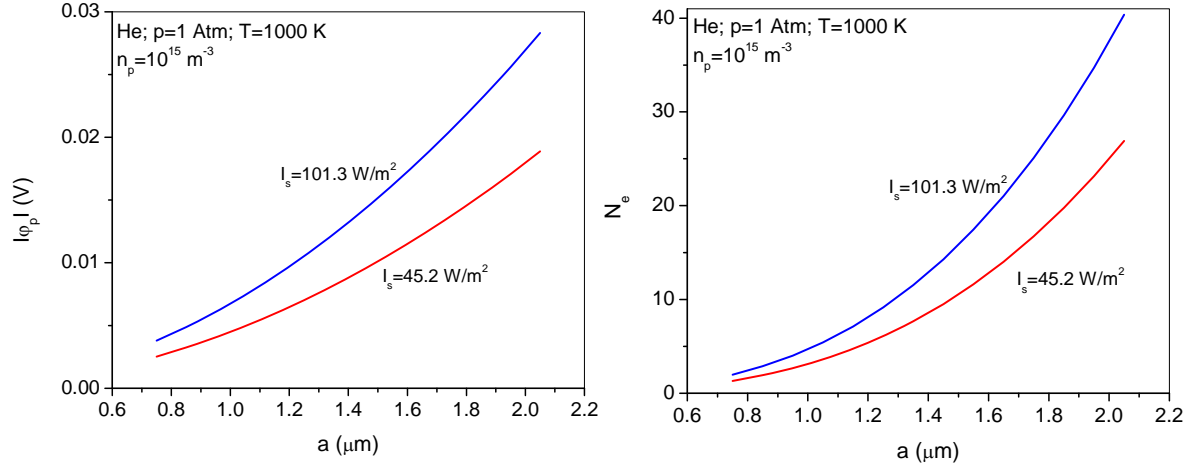 He; p=1 Atm; T=1000 K
n_p=10^15 m^-3
I_s=101.3 W/m^2
I_s=45.2 W/m^2
0.03
0.02
0.01
0.00
0.6 0.8 1.0 1.2 1.4 1.6 1.8 2.0 2.2
IφpI (V)
a (μm)
He; p=1 Atm; T=1000 K
n_p=10^15 m^-3
I_s=101.3 W/m^2
I_s=45.2 W/m^2
40
30
20
10
0
0.6 0.8 1.0 1.2 1.4 1.6 1.8 2.0 2.2
N_e
a (μm)